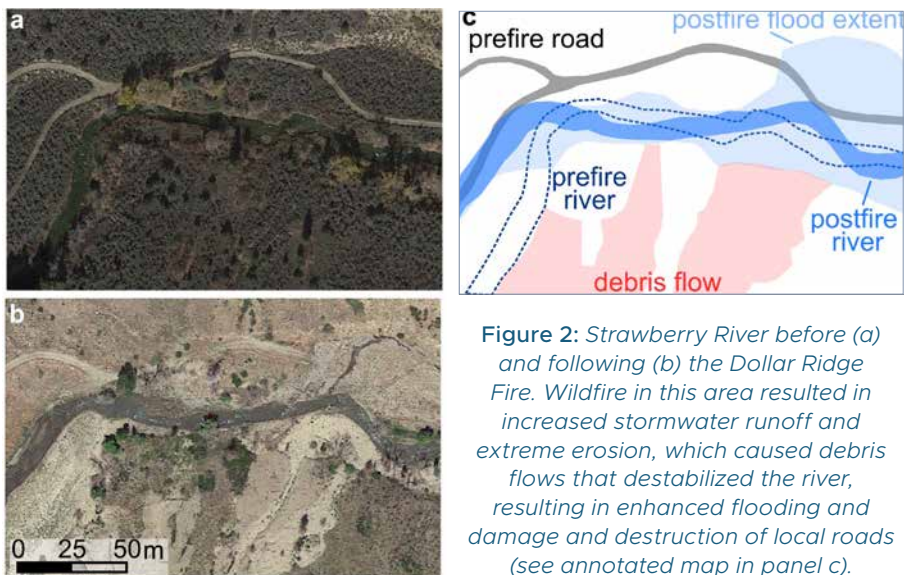 a
b
0 25 50m
c
prefire road
postfire flood extent
prefire
river
postfire
river
debris flow
Figure 2: Strawberry River before (a)
and following (b) the Dollar Ridge
Fire. Wildfire in this area resulted in
increased stormwater runoff and
extreme erosion, which caused debris
flows that destabilized the river,
resulting in enhanced flooding and
damage and destruction of local roads
(see annotated map in panel c).